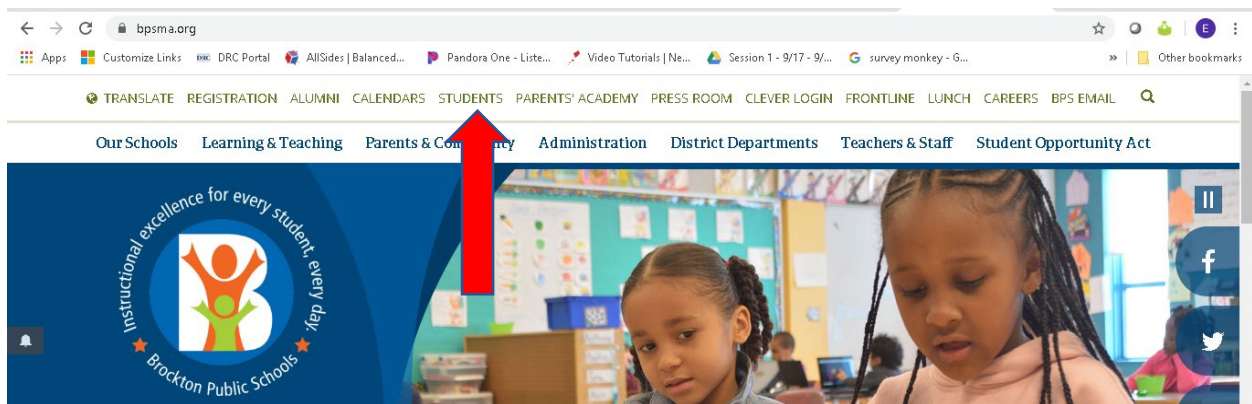 bpsma.org
Apps Customize Links DRC DRC Portal AllSides | Balanced... Pandora One - Liste... Video Tutorials | Ne... Session 1 - 9/17 - 9/... G survey monkey - G... » Other bookmarks
E
TRANSLATE REGISTRATION ALUMNI CALENDARS STUDENTS PARENTS' ACADEMY PRESS ROOM CLEVER LOGIN FRONTLINE LUNCH CAREERS BPS EMAIL
Our Schools Learning & Teaching Parents & Community Administration District Departments Teachers & Staff Student Opportunity Act
Instructional excellence for every student, every day.
B
Brockton Public Schools
f